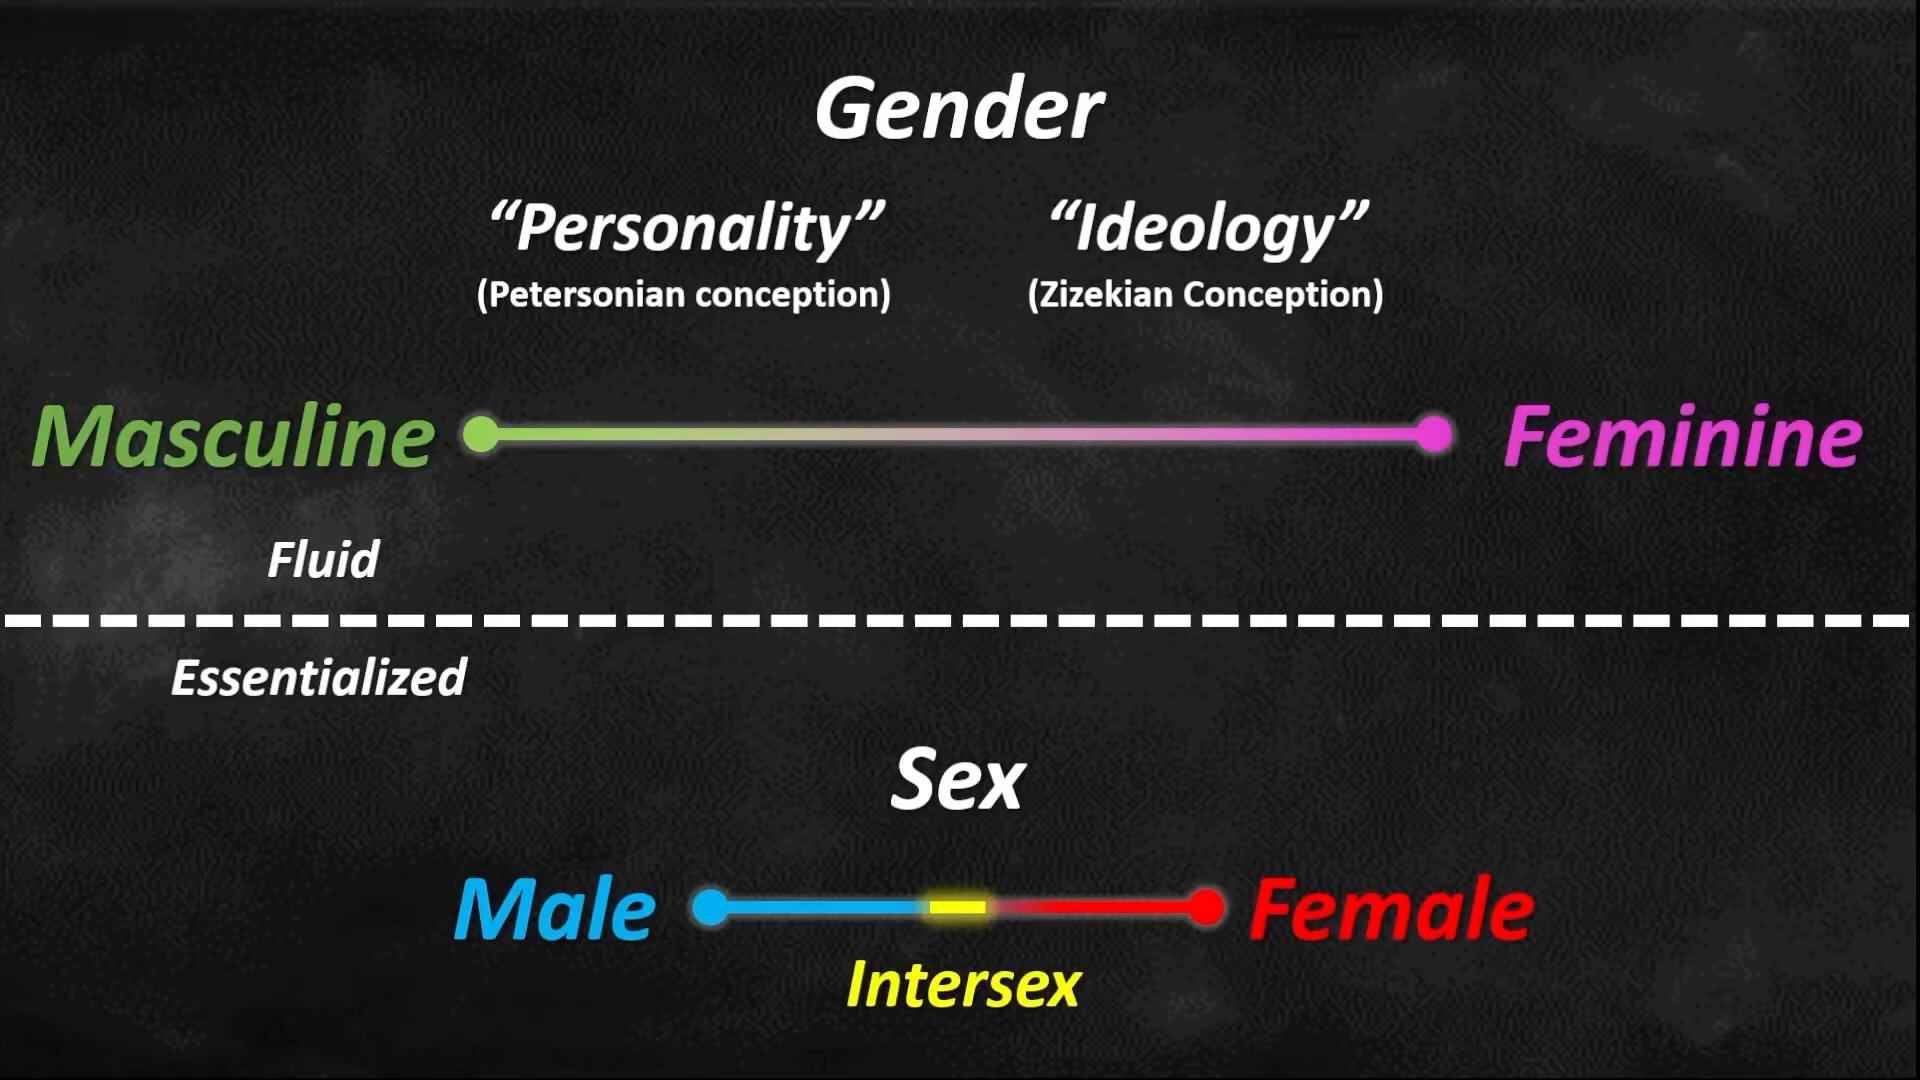 Gender
“Personality” “Ideology”
(Petersonian conception) (Zizekian Conception)
Masculine Feminine
Fluid
Essentialized
Sex
Male Female
Intersex